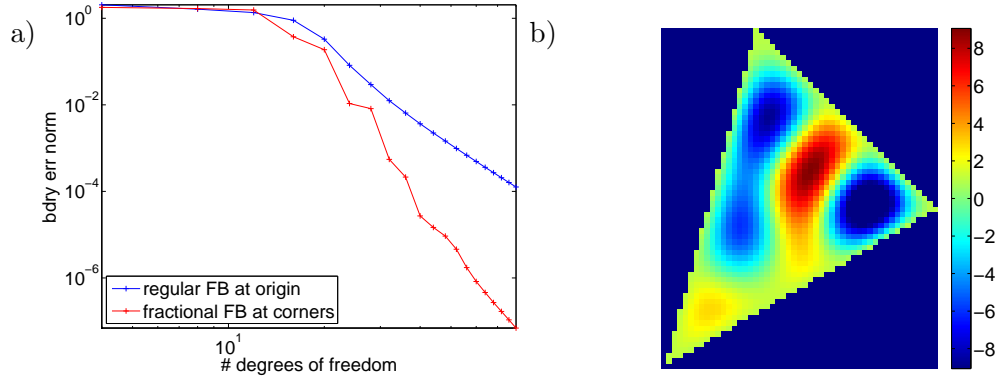 a)
bdry err norm
10^0
10^-2
10^-4
10^-6
regular FB at origin
fractional FB at corners
10^1
# degrees of freedom
b)
8
6
4
2
0
−2
−4
−6
−8